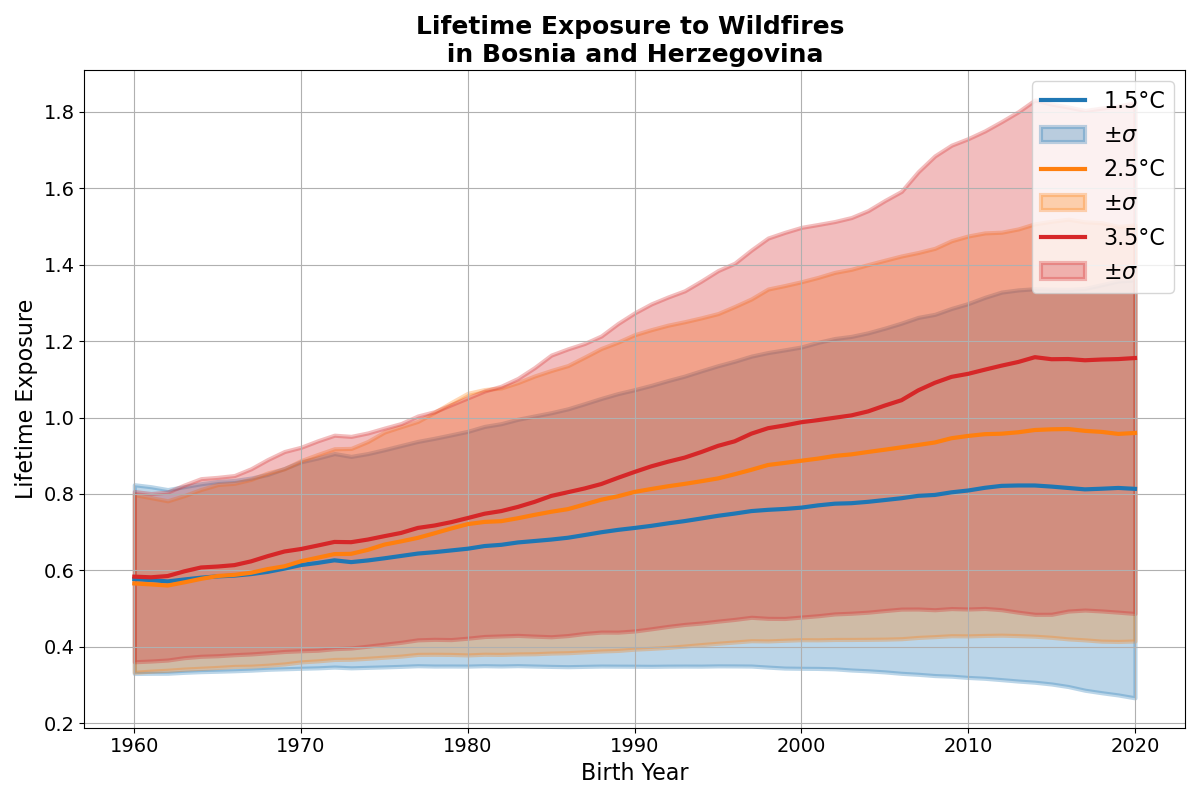 Lifetime Exposure to Wildfires
in Bosnia and Herzegovina
Lifetime Exposure
1.8
1.6
1.4
1.2
1.0
0.8
0.6
0.4
0.2
1960 1970 1980 1990 2000 2010 2020
Birth Year
1.5°C
±σ
2.5°C
±σ
3.5°C
±σ